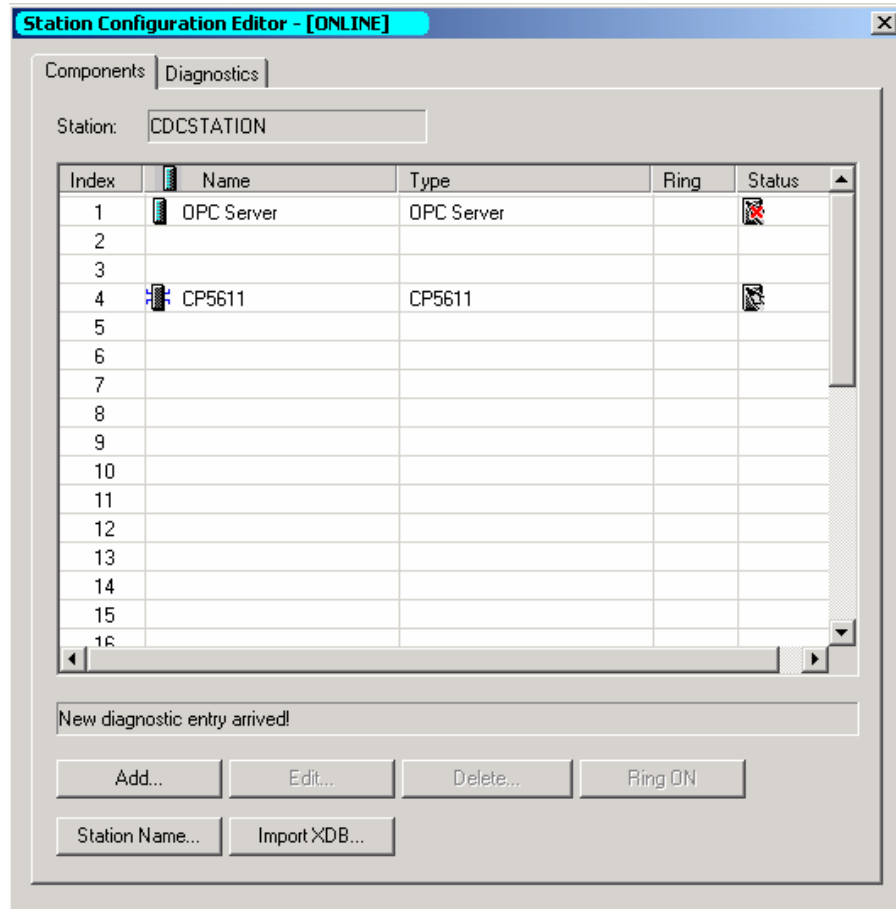 Station Configuration Editor - [ONLINE]
Components Diagnostics
Station: CDCSTATION
Index Name Type Ring Status
1 OPC Server OPC Server
2
3
4 CP5611 CP5611
5
6
7
8
9
10
11
12
13
14
15
16
New diagnostic entry arrived!
Add... Edit... Delete... Ring ON
Station Name... Import XDB...